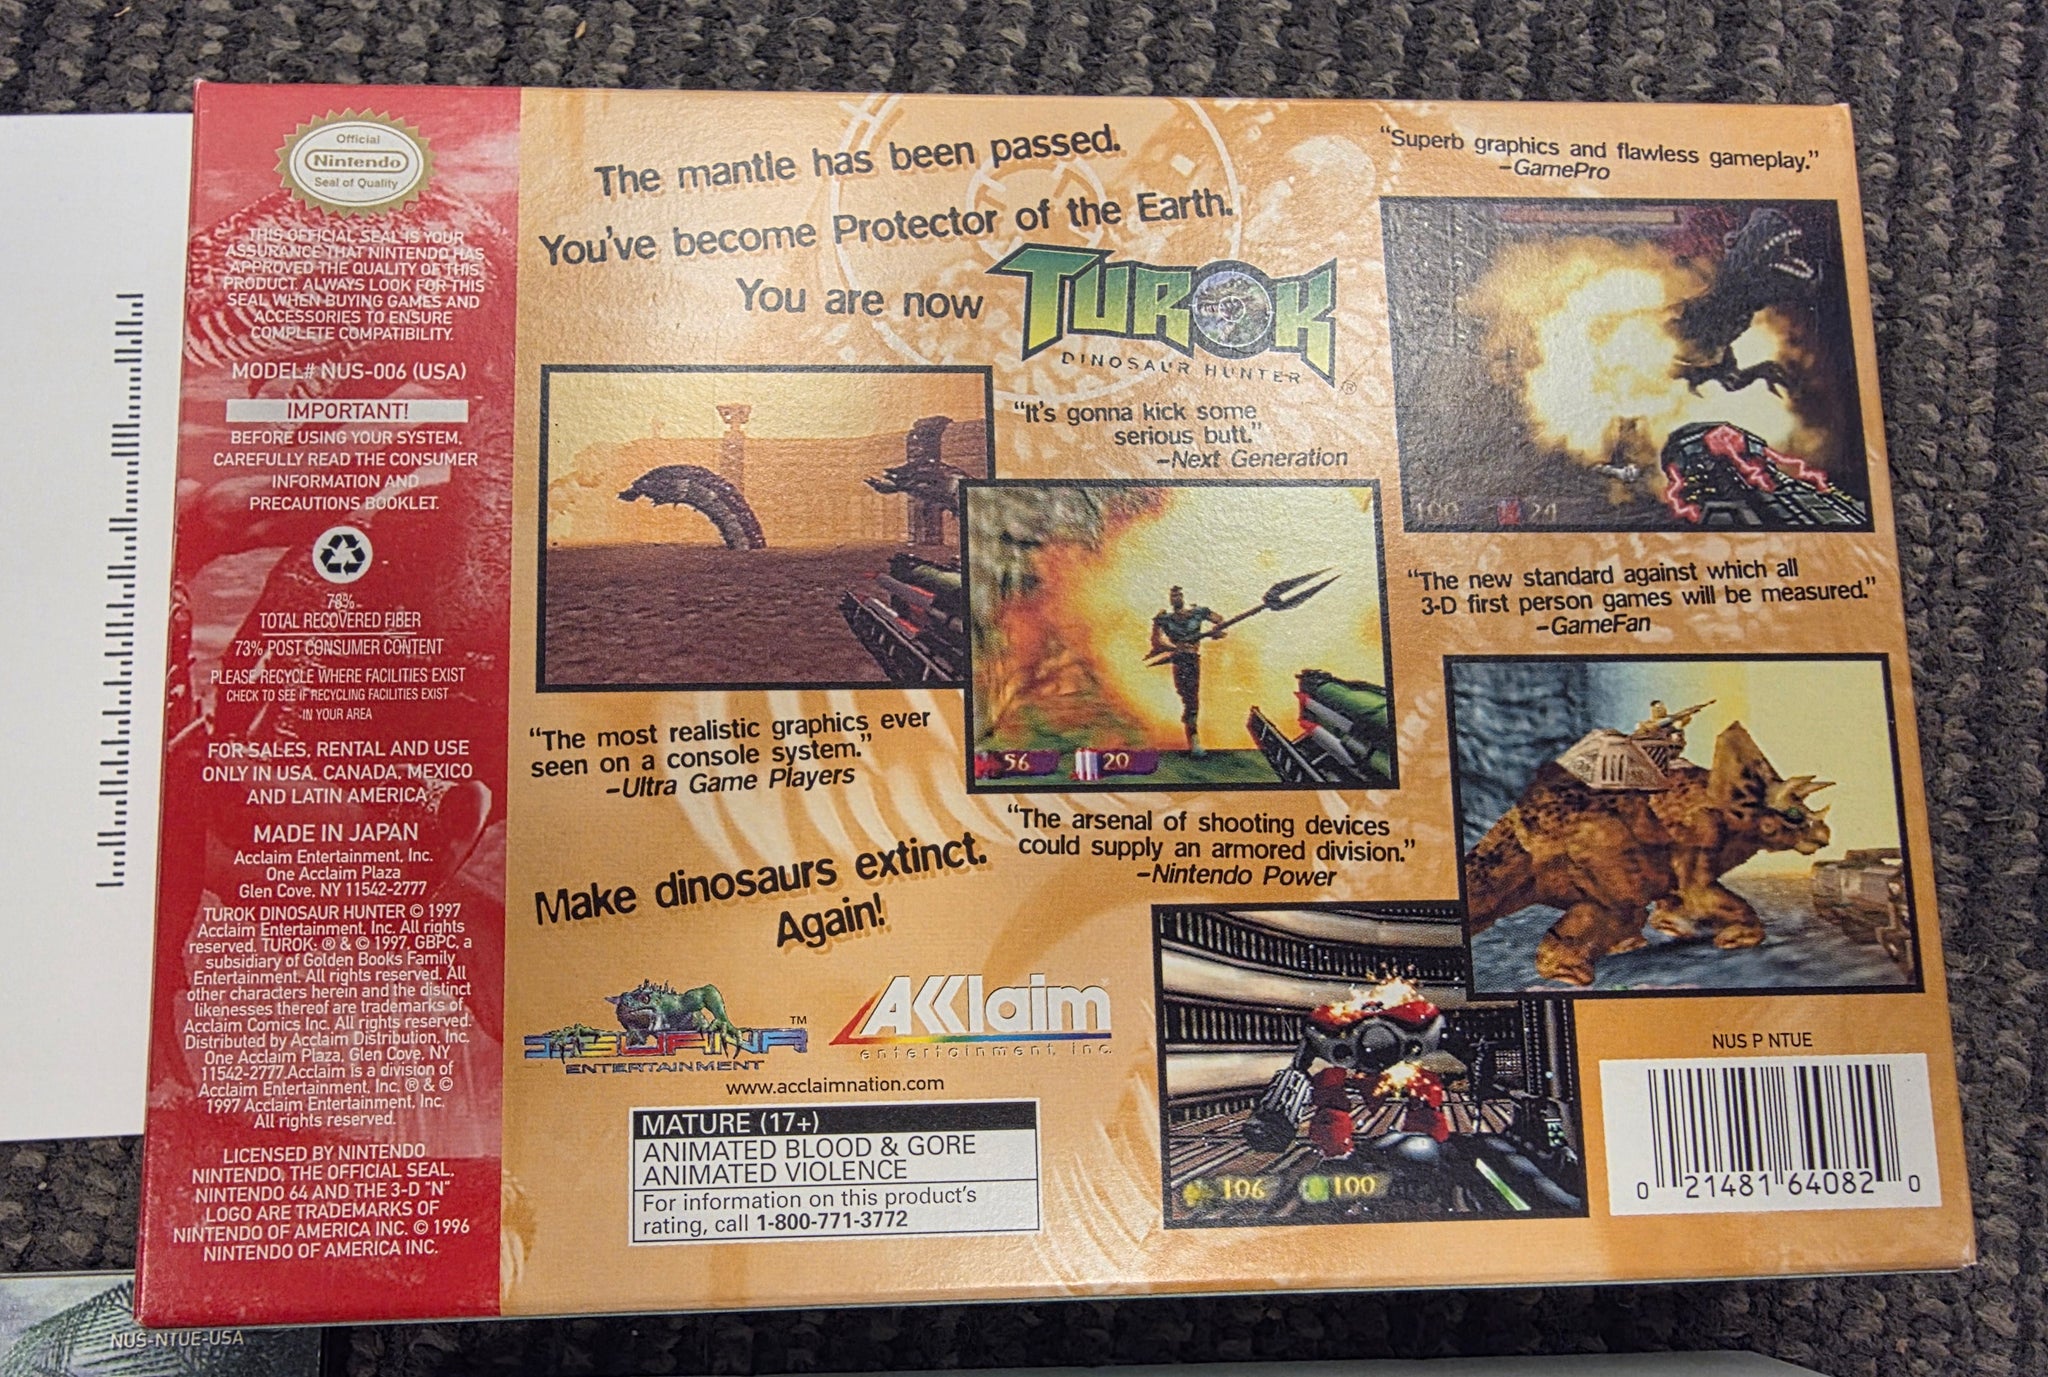 Official
Nintendo
Seal of Quality
THIS OFFICIAL SEAL IS YOUR
ASSURANCE THAT NINTENDO HAS
APPROVED THE QUALITY OF THIS
PRODUCT. ALWAYS LOOK FOR THIS
SEAL WHEN BUYING GAMES AND
ACCESSORIES TO ENSURE
COMPLETE COMPATIBILITY.
MODEL# NUS-006 (USA)
IMPORTANT!
BEFORE USING YOUR SYSTEM,
CAREFULLY READ THE CONSUMER
INFORMATION AND
PRECAUTIONS BOOKLET.
78%
TOTAL RECOVERED FIBER
73% POST CONSUMER CONTENT
PLEASE RECYCLE WHERE FACILITIES EXIST
CHECK TO SEE IF RECYCLING FACILITIES EXIST
IN YOUR AREA
FOR SALES, RENTAL AND USE
ONLY IN USA, CANADA, MEXICO
AND LATIN AMERICA
MADE IN JAPAN
Acclaim Entertainment, Inc.
One Acclaim Plaza
Glen Cove, NY 11542-2777
TUROK DINOSAUR HUNTER © 1997
Acclaim Entertainment, Inc. All rights
reserved. TUROK: ® & © 1997, GBPC, a
subsidiary of Golden Books Family
Entertainment. All rights reserved. All
other characters herein and the distinct
likenesses thereof are trademarks of
Acclaim Comics Inc. All rights reserved.
Distributed by Acclaim Distribution, Inc.
One Acclaim Plaza, Glen Cove, NY
11542-2777.Acclaim is a division of
Acclaim Entertainment, Inc. ® & ©
1997 Acclaim Entertainment, Inc.
All rights reserved.
LICENSED BY NINTENDO
NINTENDO, THE OFFICIAL SEAL,
NINTENDO 64 AND THE 3-D "N"
LOGO ARE TRADEMARKS OF
NINTENDO OF AMERICA INC. © 1996
NINTENDO OF AMERICA INC.
The mantle has been passed.
You've become Protector of the Earth.
You are now
TUROK
DINOSAUR HUNTER
®
"Superb graphics and flawless gameplay."
-GamePro
100 24
"It's gonna kick some
serious butt."
-Next Generation
56 20
"The new standard against which all
3-D first person games will be measured."
-GameFan
"The most realistic graphics ever
seen on a console system."
-Ultra Game Players
"The arsenal of shooting devices
could supply an armored division."
-Nintendo Power
Make dinosaurs extinct.
Again!
IGUANA TM
ENTERTAINMENT
AKKlaim
entertainment, inc.
www.acclaimnation.com
MATURE (17+)
ANIMATED BLOOD & GORE
ANIMATED VIOLENCE
For information on this product's
rating, call 1-800-771-3772
106 100
NUS P NTUE
0 21481 64082 0
NUS-NTUE-USA